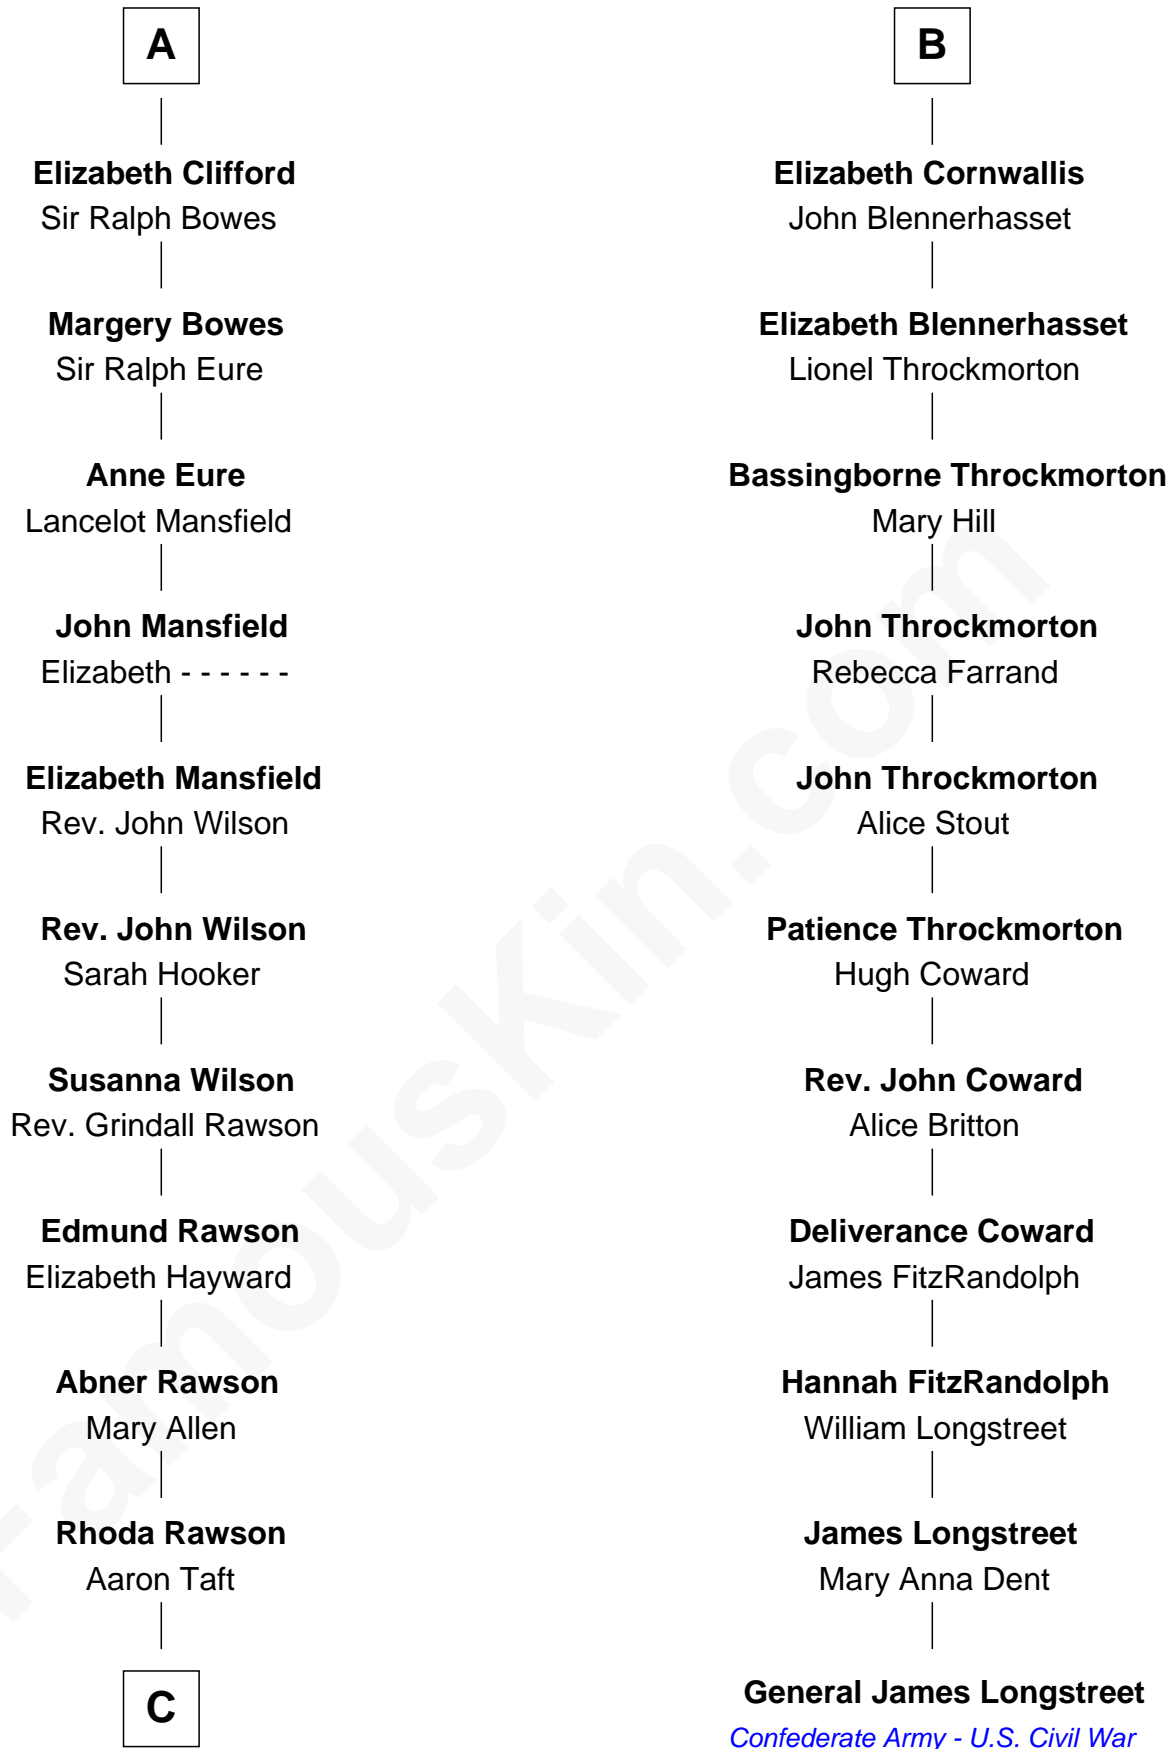 A
Elizabeth Clifford
Sir Ralph Bowes
Margery Bowes
Sir Ralph Eure
Anne Eure
Lancelot Mansfield
John Mansfield
Elizabeth - - - - - -
Elizabeth Mansfield
Rev. John Wilson
Rev. John Wilson
Sarah Hooker
Susanna Wilson
Rev. Grindall Rawson
Edmund Rawson
Elizabeth Hayward
Abner Rawson
Mary Allen
Rhoda Rawson
Aaron Taft
C
B
Elizabeth Cornwallis
John Blennerhasset
Elizabeth Blennerhasset
Lionel Throckmorton
Bassingborne Throckmorton
Mary Hill
John Throckmorton
Rebecca Farrand
John Throckmorton
Alice Stout
Patience Throckmorton
Hugh Coward
Rev. John Coward
Alice Britton
Deliverance Coward
James FitzRandolph
Hannah FitzRandolph
William Longstreet
James Longstreet
Mary Anna Dent
General James Longstreet
Confederate Army - U.S. Civil War
FamousKin.com